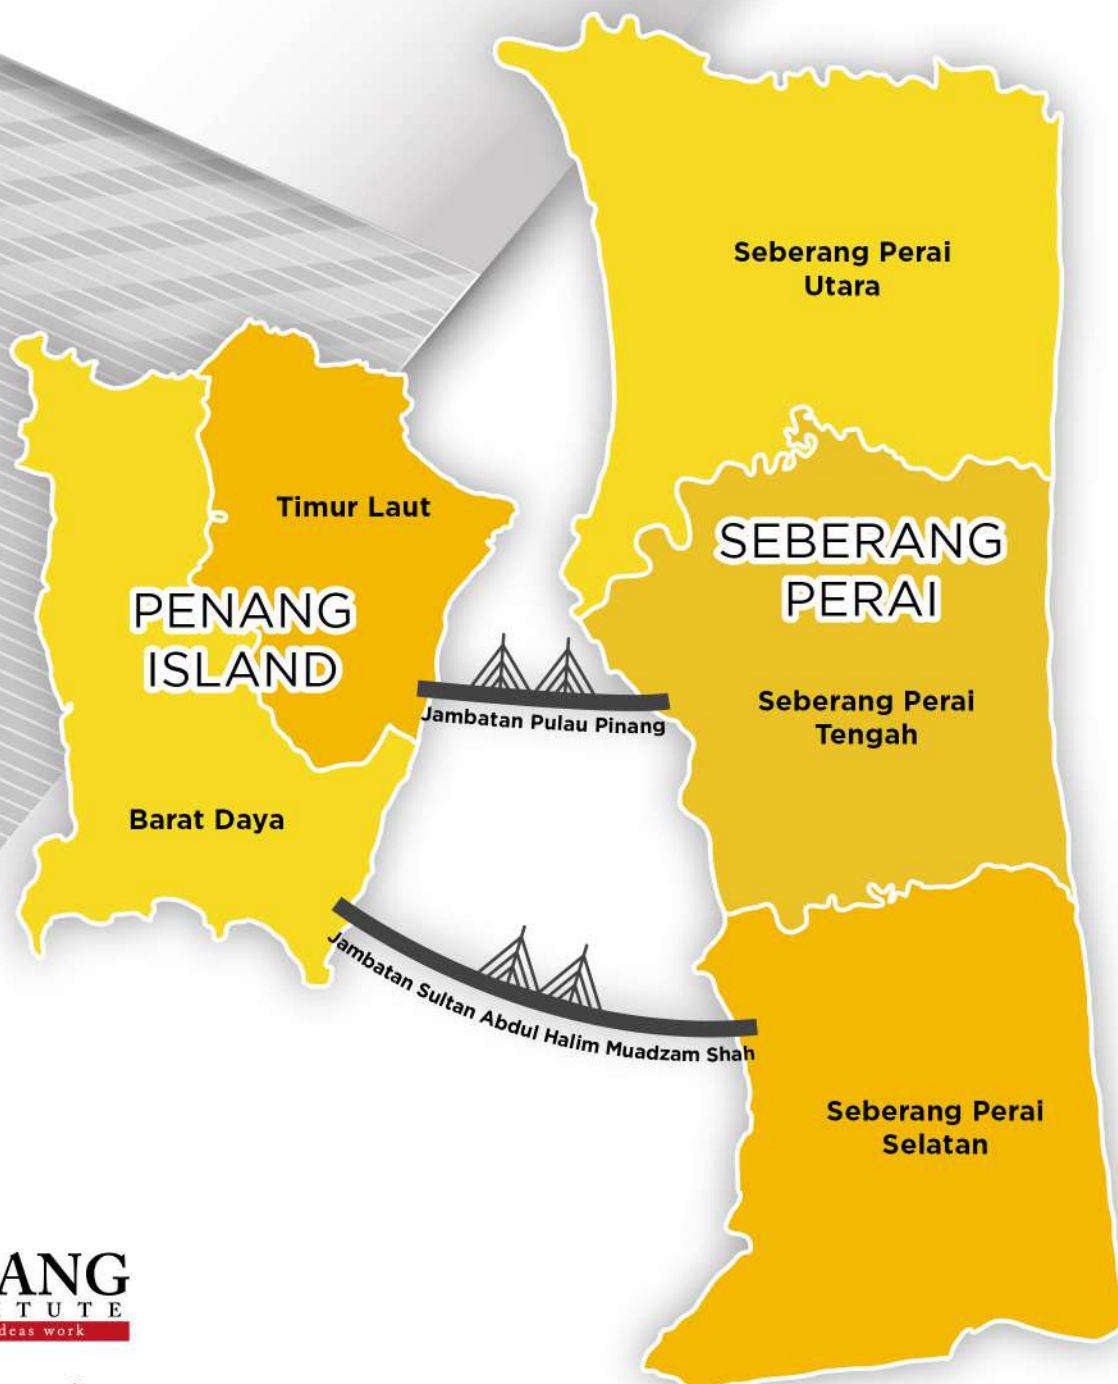 Seberang Perai
Utara
Timur Laut
SEBERANG
PERAI
PENANG
ISLAND
Seberang Perai
Tengah
Jambatan Pulau Pinang
Barat Daya
Jambatan Sultan Abdul Halim Muadzam Shah
Seberang Perai
Selatan
ANG
ITUTE
deas work